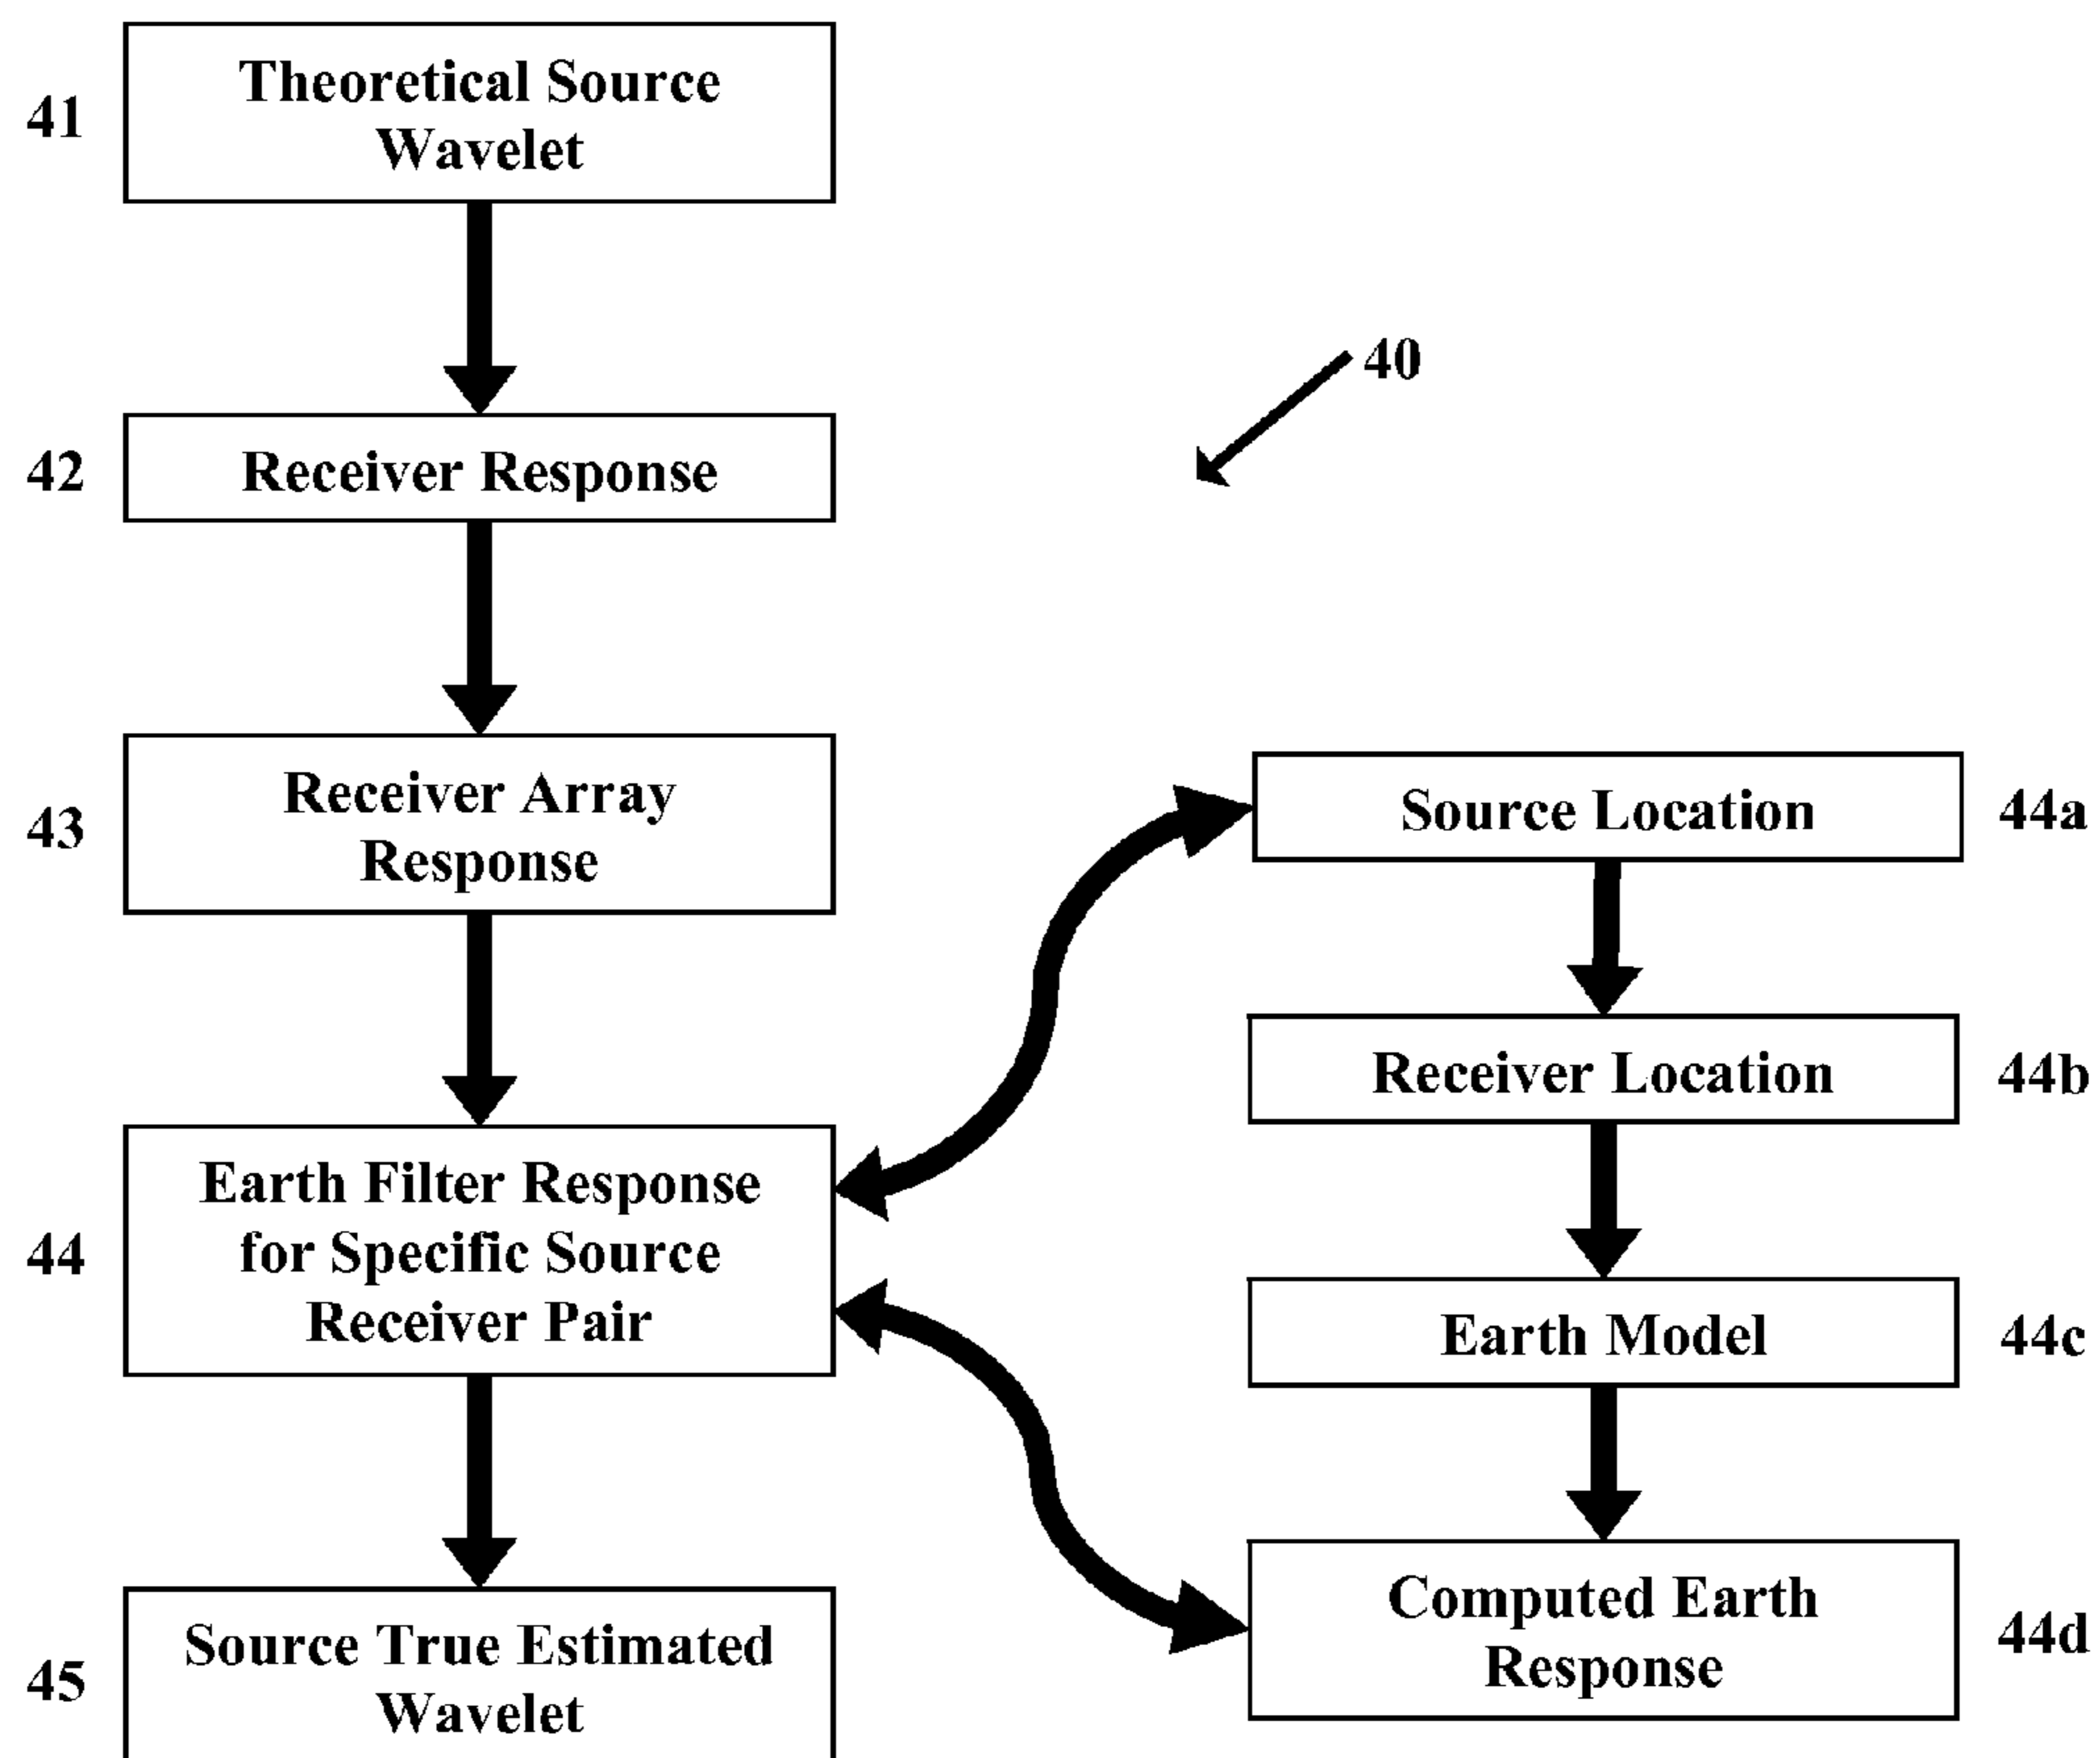 41
Theoretical Source
Wavelet
40
42
Receiver Response
43
Receiver Array
Response
44
Earth Filter Response
for Specific Source
Receiver Pair
45
Source True Estimated
Wavelet
Source Location
44a
Receiver Location
44b
Earth Model
44c
Computed Earth
Response
44d